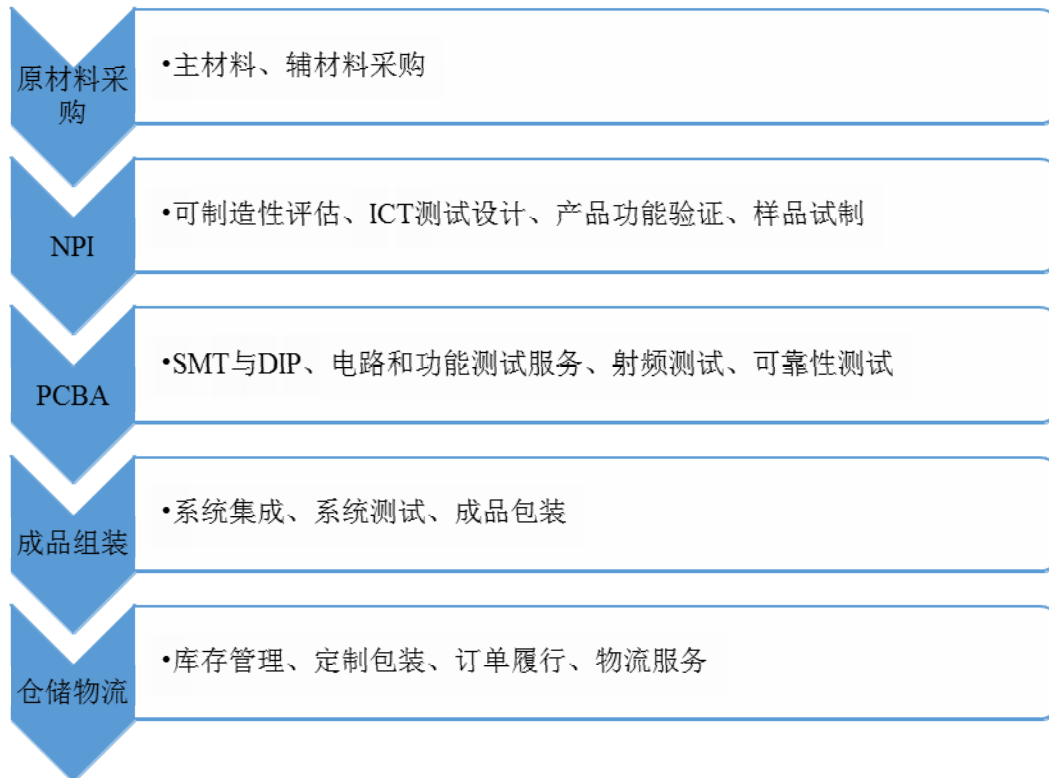 原材料采
购
•主材料、辅材料采购
NPI
•可制造性评估、ICT测试设计、产品功能验证、样品试制
PCBA
•SMT与DIP、电路和功能测试服务、射频测试、可靠性测试
成品组装
•系统集成、系统测试、成品包装
仓储物流
•库存管理、定制包装、订单履行、物流服务